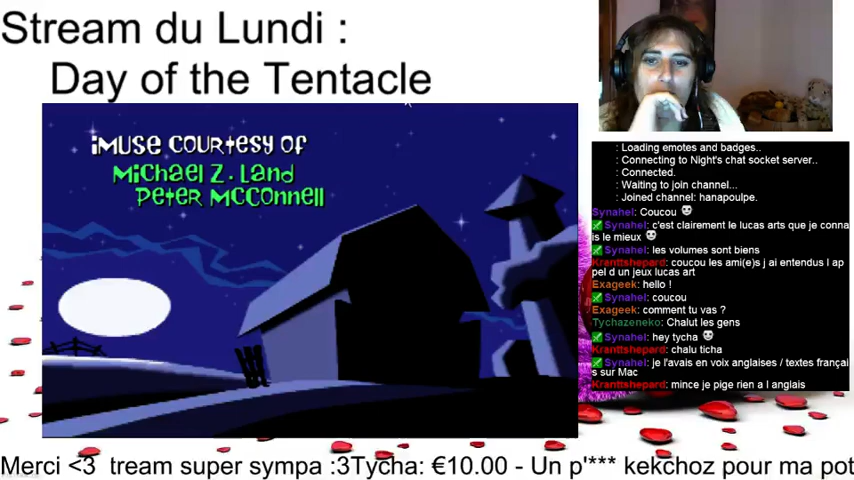 Stream du Lundi :
Day of the Tentacle
iMUSE COURTESY OF
Michael Z. Land
Peter McConnell
: Loading emotes and badges..
: Connecting to Night's chat socket server..
: Connected.
: Waiting to join channel...
: Joined channel: hanapoulpe.
Synahel: Coucou
Synahel: c'est clairement le lucas arts que je conna
is le mieux
Synahel: les volumes sont biens
Kranttshepard: coucou les ami(e)s j ai entendus l ap
pel d un jeux lucas art
Exageek: hello !
Synahel: coucou
Exageek: comment tu vas ?
Tychazeneko: Chalut les gens
Synahel: hey tycha
Kranttshepard: chalu ticha
Synahel: je l'avais en voix anglaises / textes françai
s sur Mac
Kranttshepard: mince je pige rien a l anglais
Merci <3 tream super sympa :3Tycha: €10.00 - Un p'*** kekchoz pour ma pot